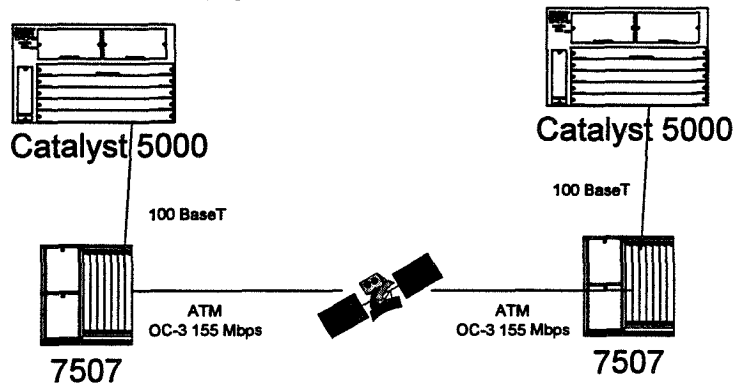 Catalyst 5000
Catalyst 5000
100 BaseT
100 BaseT
ATM
OC-3 155 Mbps
ATM
OC-3 155 Mbps
7507
7507